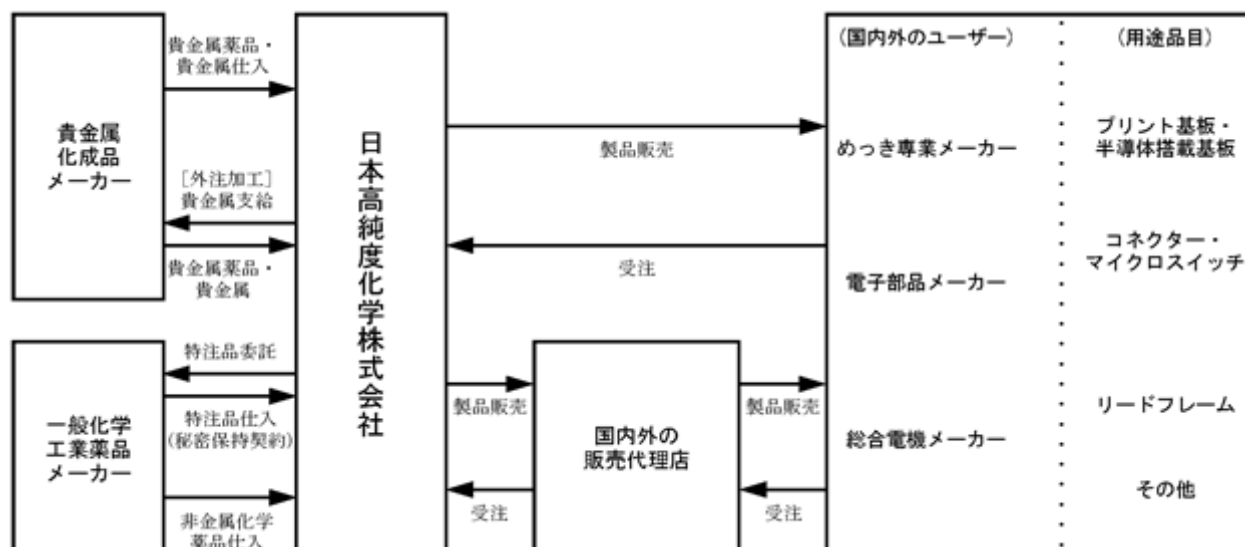 貴金属薬品・
貴金属仕入
貴金属
化成品
メーカー
[外注加工]
貴金属支給
貴金属薬品・
貴金属
特注品委託
特注品仕入
(秘密保持契約)
一般化学
工業薬品
メーカー
非金属化学
薬品仕入
日本高純度化学株式会社
製品販売
受注
製品販売
受注
国内外の
販売代理店
製品販売
受注
(国内外のユーザー)
めっき専業メーカー
電子部品メーカー
総合電機メーカー
(用途品目)
プリント基板・
半導体搭載基板
コネクター・
マイクロスイッチ
リードフレーム
その他